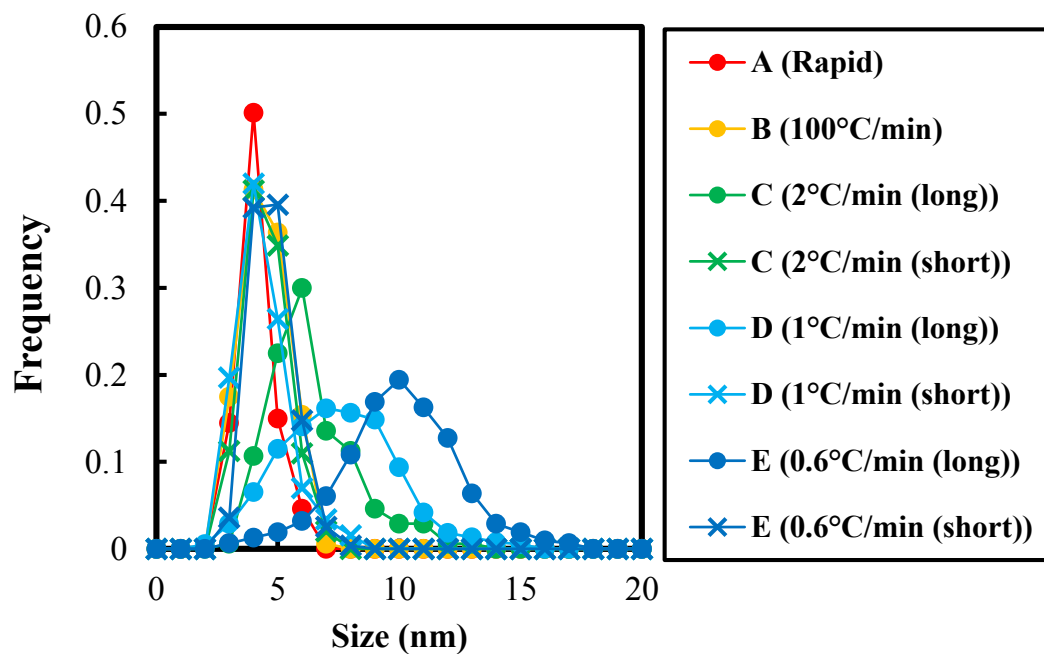 Frequency
0.6
0.5
0.4
0.3
0.2
0.1
0
0 5 10 15 20
Size (nm)
A (Rapid)
B (100°C/min)
C (2°C/min (long))
C (2°C/min (short))
D (1°C/min (long))
D (1°C/min (short))
E (0.6°C/min (long))
E (0.6°C/min (short))